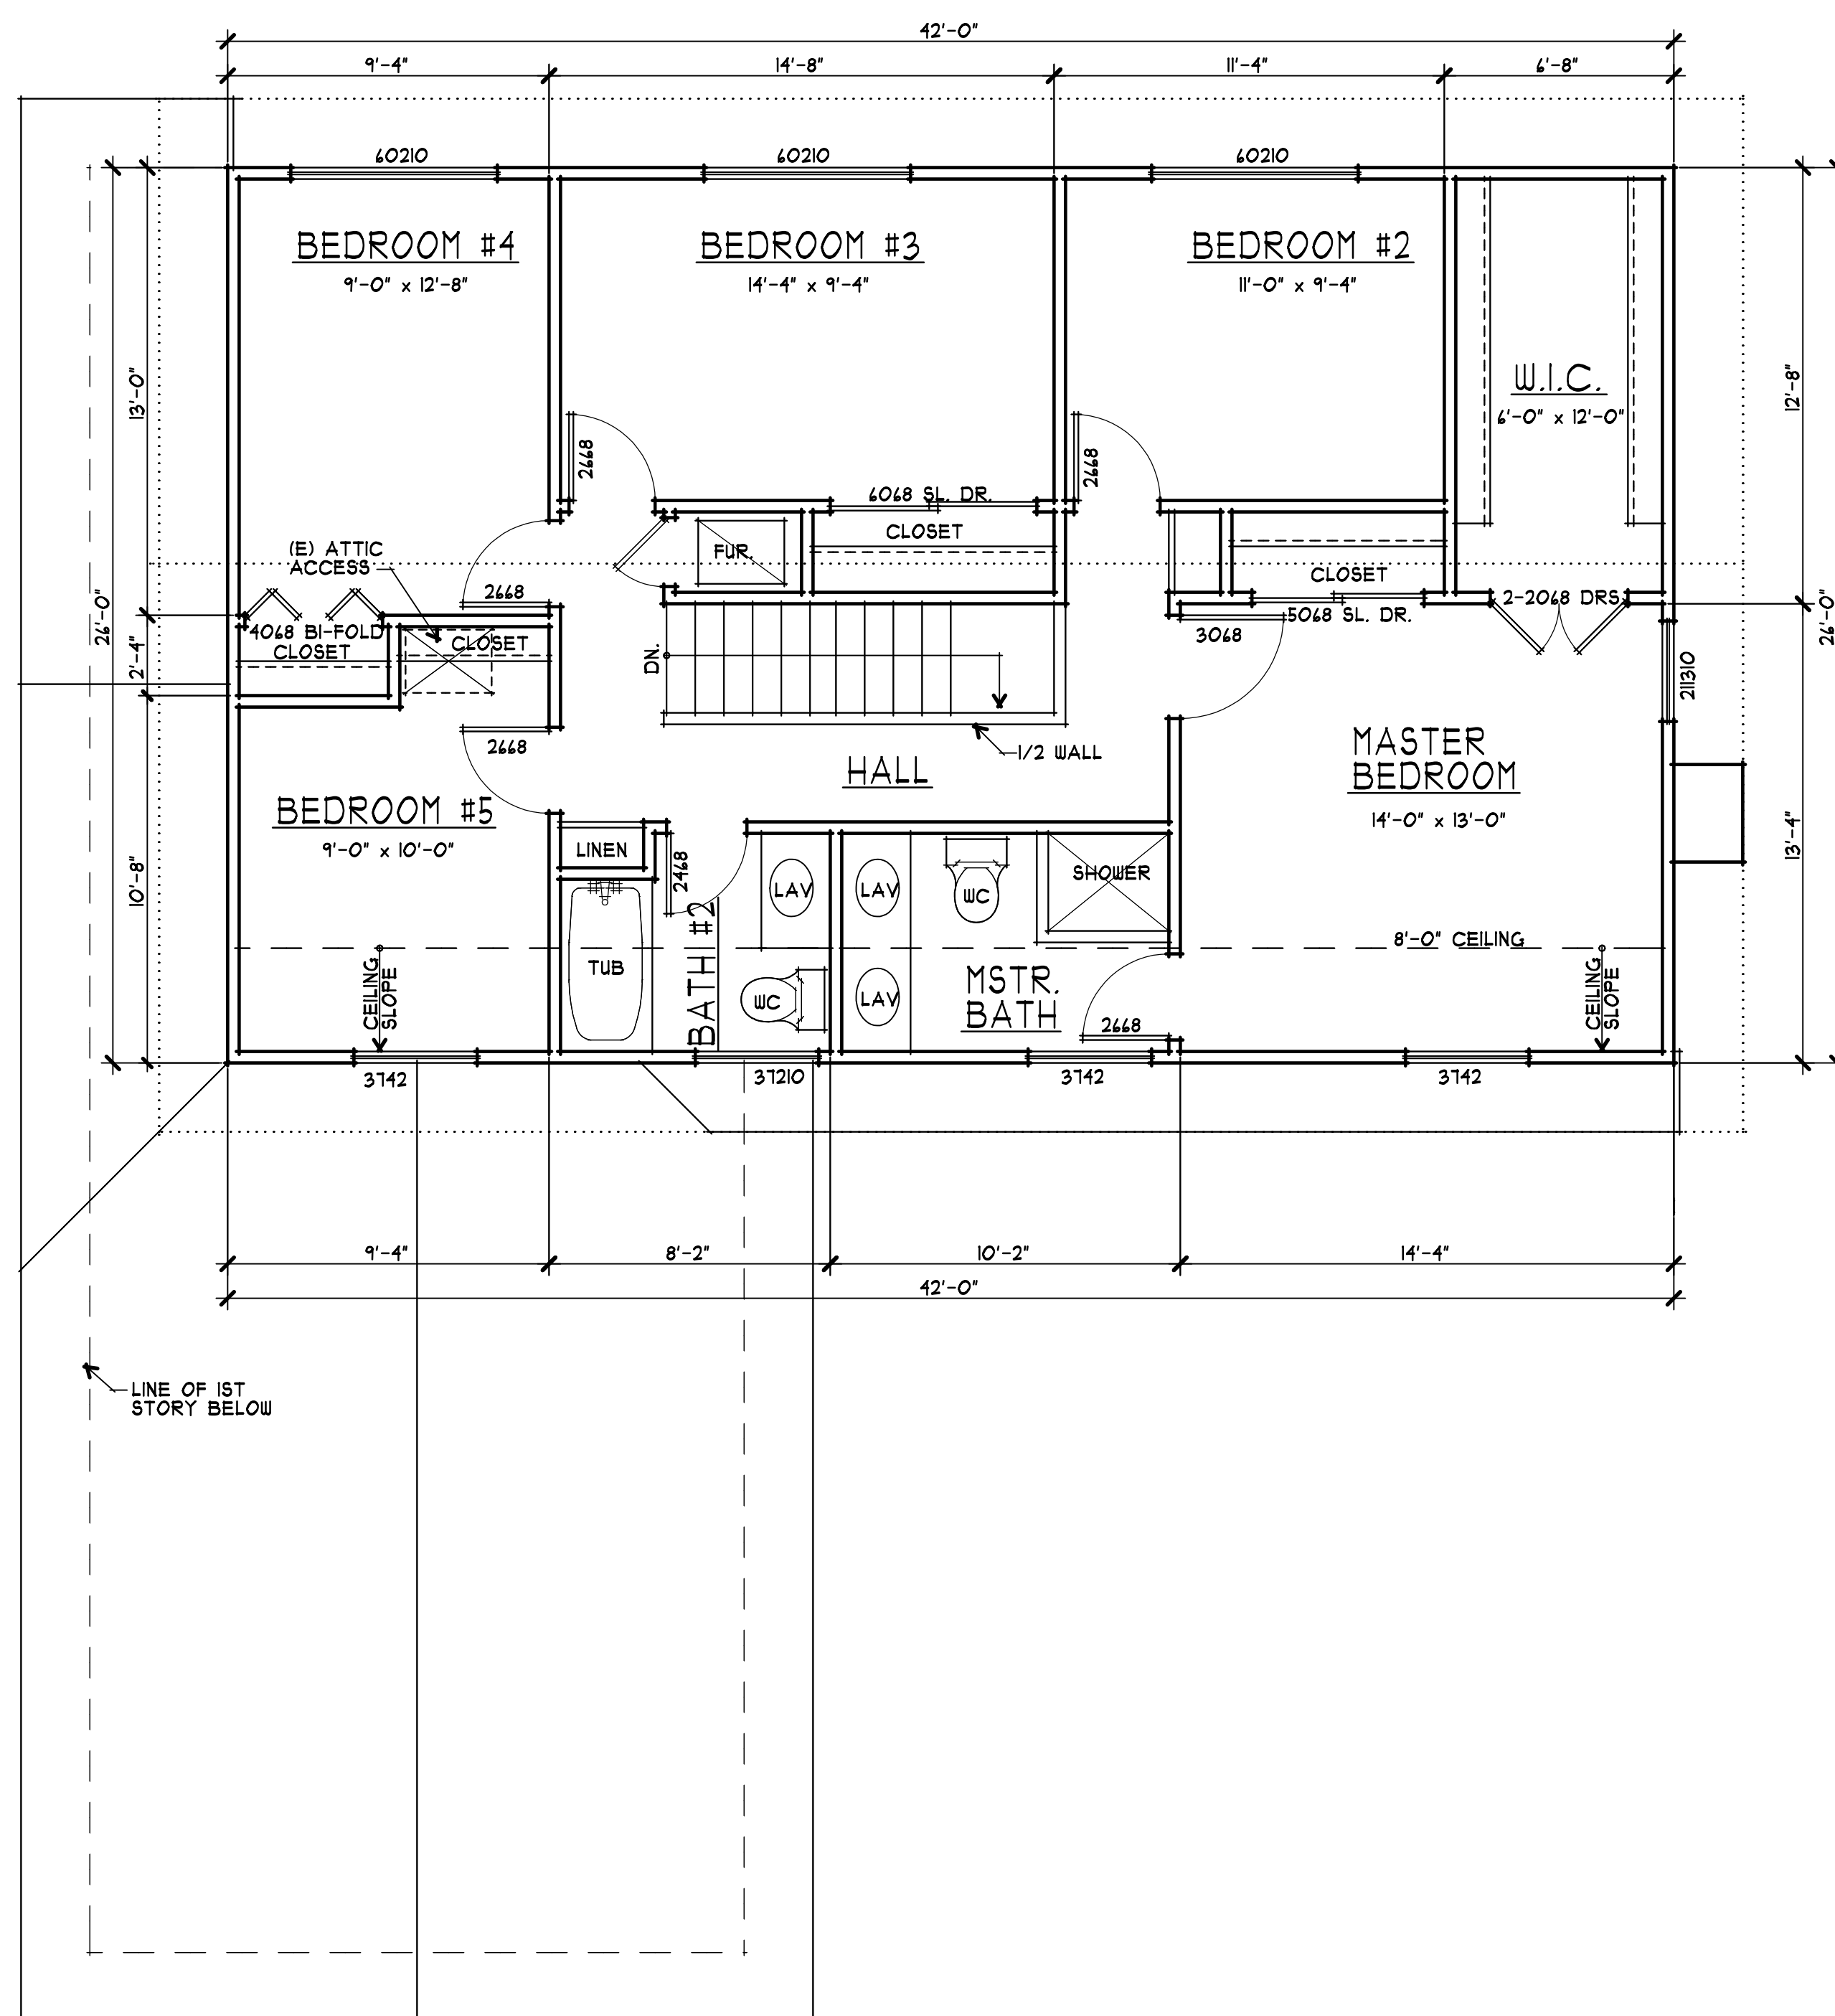 42'-0"
9'-4"
14'-8"
11'-4"
6'-8"
60210
60210
60210
BEDROOM #4
9'-0" x 12'-8"
BEDROOM #3
14'-4" x 9'-4"
BEDROOM #2
11'-0" x 9'-4"
W.I.C.
6'-0" x 12'-0"
13'-0"
12'-8"
2668
2668
6068 SL. DR.
CLOSET
FUR.
(E) ATTIC
ACCESS
2668
CLOSET
2-2068 DRS.
5068 SL. DR.
3068
26'-0"
2'-4"
4068 BI-FOLD
CLOSET
CLOSET
DN.
26'-0"
211310
2668
1/2 WALL
HALL
MASTER
BEDROOM
14'-0" x 13'-0"
BEDROOM #5
9'-0" x 10'-0"
10'-8"
13'-4"
LINEN
2468
LAV
LAV
WC
SHOWER
BATH #2
8'-0" CEILING
TUB
CEILING
SLOPE
WC
LAV
MSTR.
BATH
2668
CEILING
SLOPE
3742
37210
3742
3742
9'-4"
8'-2"
10'-2"
14'-4"
42'-0"
LINE OF 1ST
STORY BELOW